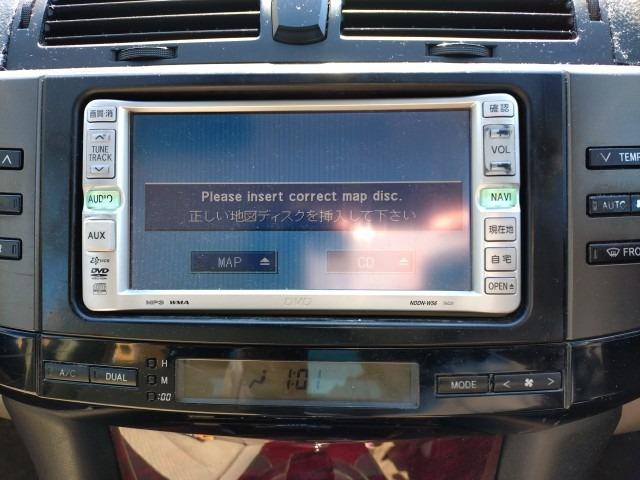 画質・消
確認
TUNE
TRACK
VOL
TEMP
AUDIO
NAVI
AUTO
AUX
現在地
自宅
FRO
OPEN
Please insert correct map disc.
正しい地図ディスクを挿入して下さい
MAP
CD
DVD
MP3 WMA
DVD
NDDN-W56
A/C
DUAL
H
M
:00
1:01
MODE